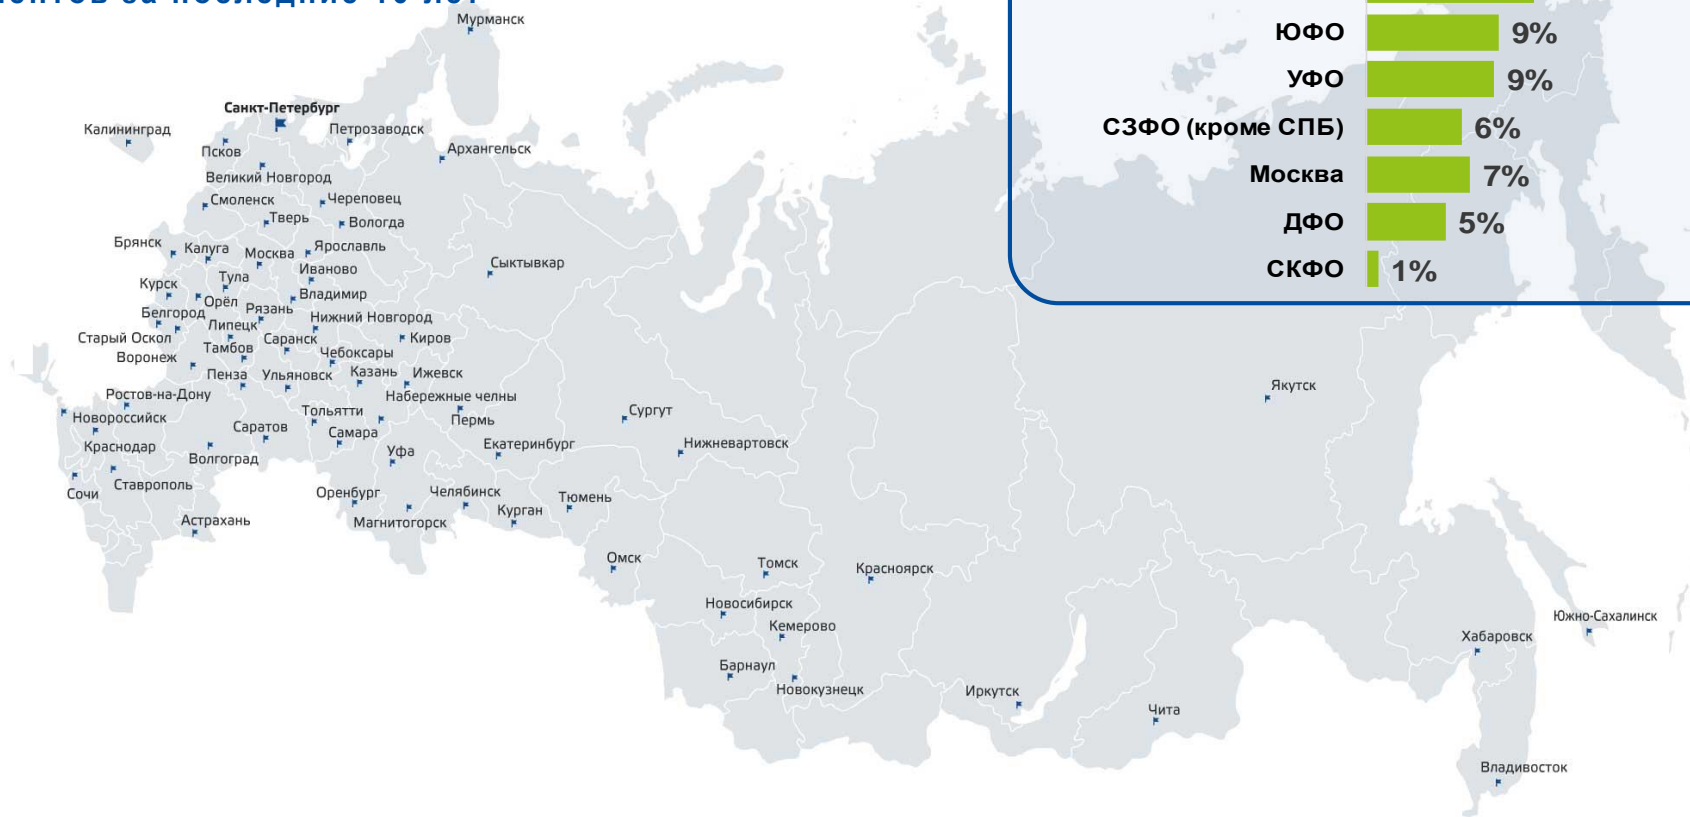 за последние 10 лет
ЮФО 9%
УФО 9%
СЗФО (кроме СПБ) 6%
Москва 7%
ДФО 5%
СКФО 1%
Мурманск
Санкт-Петербург
Калининград
Петрозаводск
Псков
Архангельск
Великий Новгород
Смоленск
Череповец
Тверь
Вологда
Брянск
Калуга
Москва
Ярославль
Сыктывкар
Иваново
Тула
Курск
Владимир
Орёл
Рязань
Белгород
Нижний Новгород
Липецк
Старый Оскол
Саранск
Киров
Тамбов
Чебоксары
Воронеж
Пенза
Ульяновск
Казань
Ижевск
Якутск
Ростов-на-Дону
Набережные челны
Новороссийск
Тольятти
Пермь
Сургут
Саратов
Самара
Краснодар
Екатеринбург
Нижневартовск
Уфа
Волгоград
Ставрополь
Сочи
Оренбург
Челябинск
Тюмень
Курган
Астрахань
Магнитогорск
Омск
Томск
Красноярск
Новосибирск
Южно-Сахалинск
Кемерово
Хабаровск
Барнаул
Новокузнецк
Иркутск
Чита
Владивосток